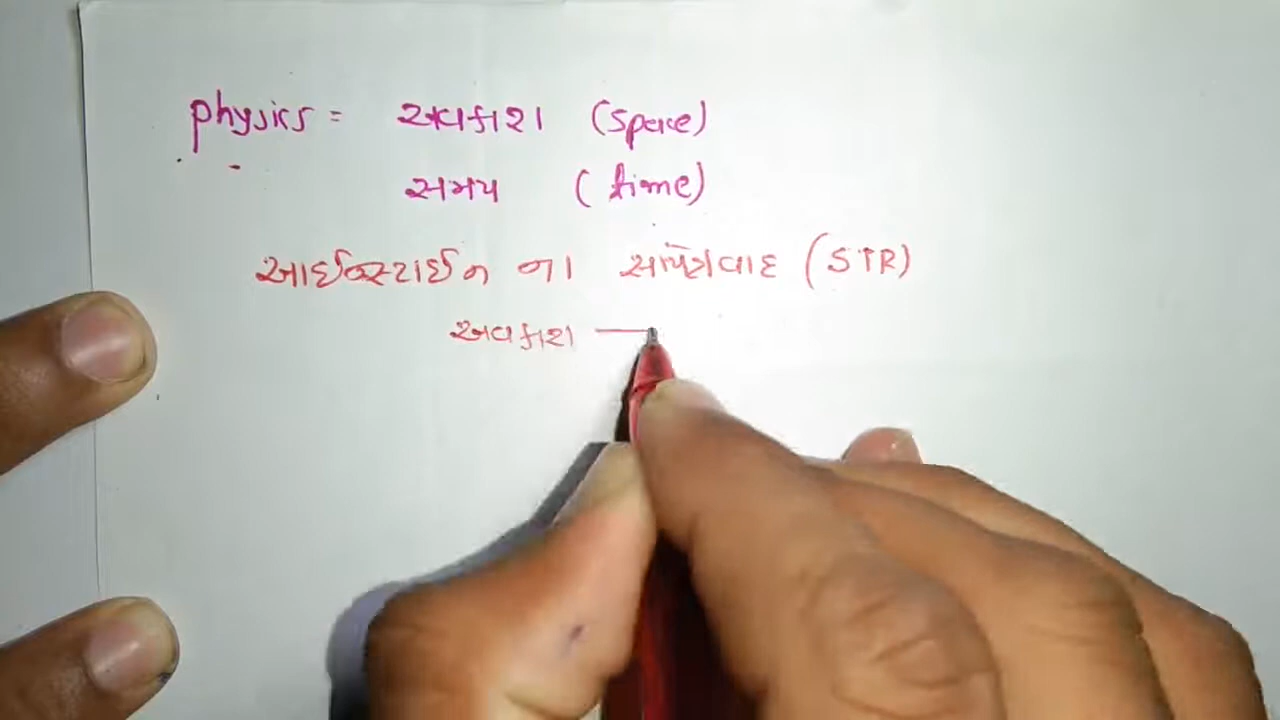 physics = અવકાશ (space)
સમય (time)
આઈન્સ્ટાઈન ના સાપેક્ષવાદ (STR)
અવકાશ —